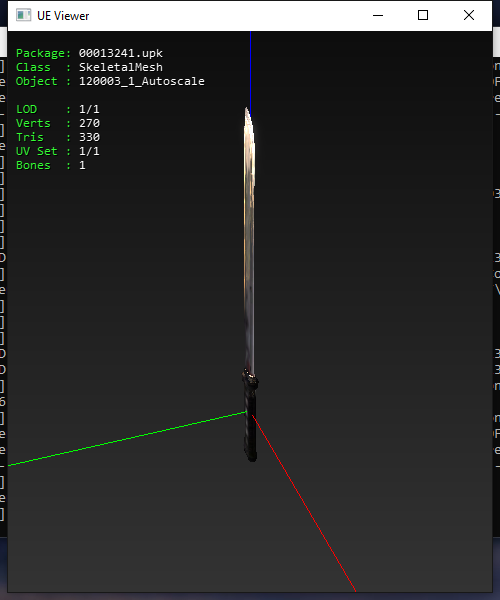 UE Viewer
Package: 00013241.upk
Class  : SkeletalMesh
Object : 120003_1_Autoscale
LOD    : 1/1
Verts  : 270
Tris   : 330
UV Set : 1/1
Bones  : 1